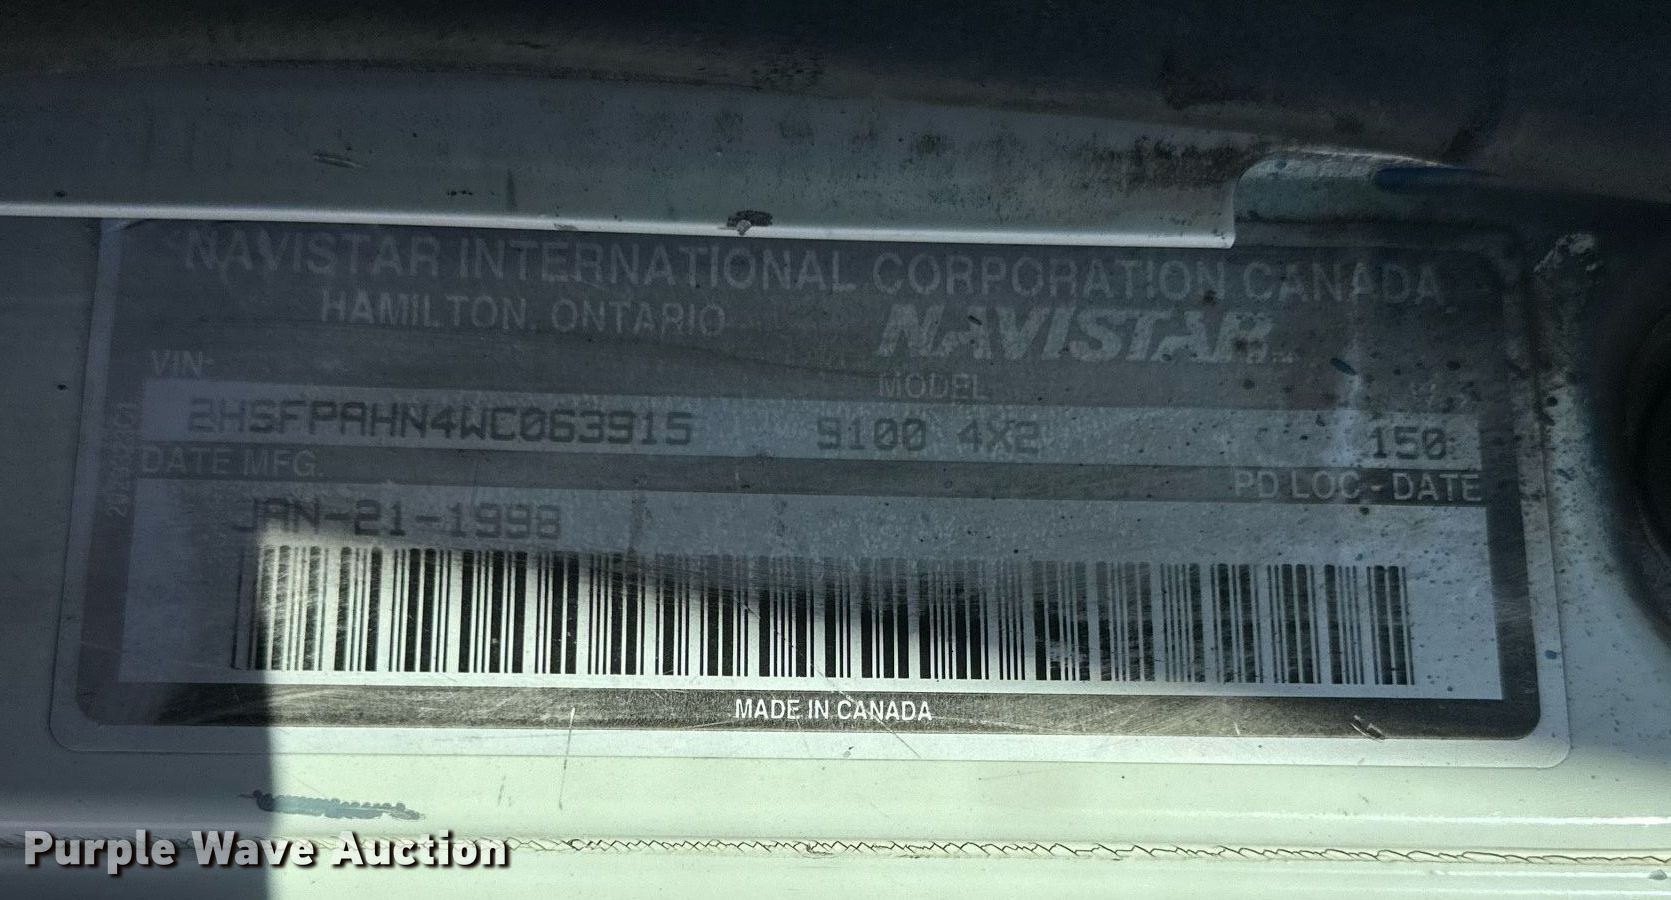 NAVISTAR INTERNATIONAL CORPORATION CANADA
HAMILTON, ONTARIO
NAVISTAR
VIN:
MODEL
2HSFPAHN4WC063915 9100 4X2 150
DATE MFG.
PD LOC - DATE
JAN-21-1998
MADE IN CANADA
Purple Wave Auction